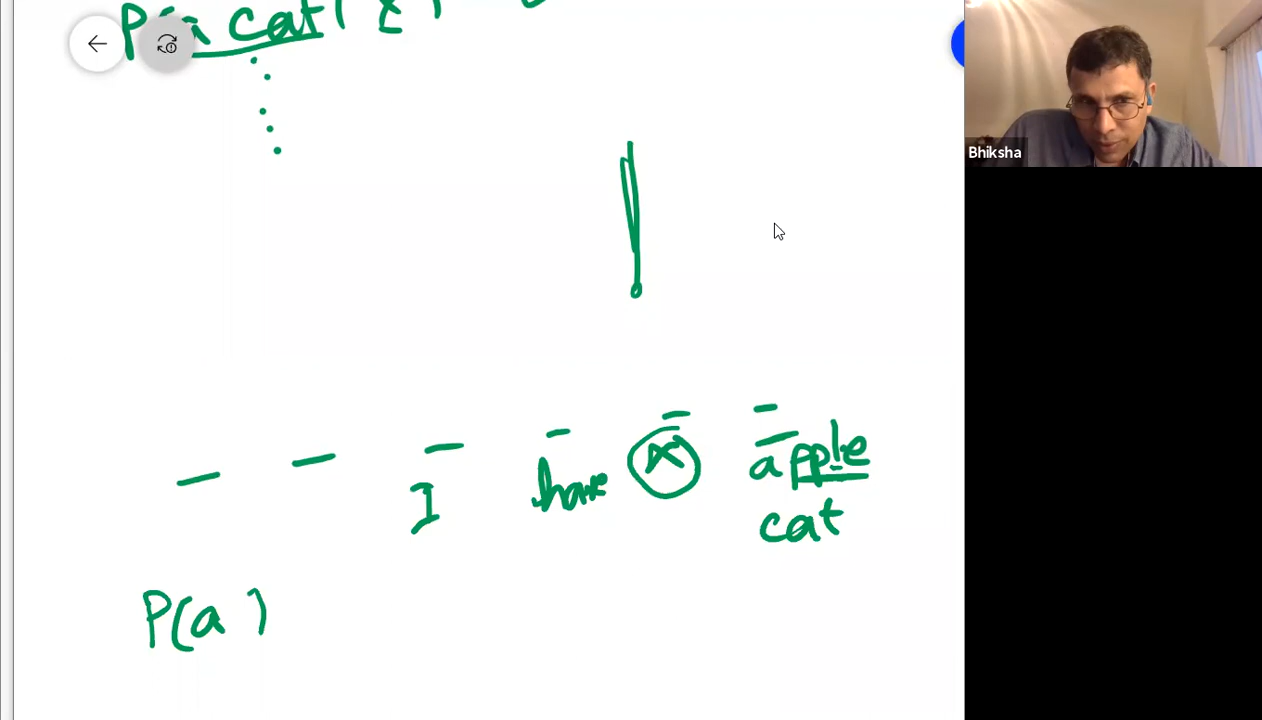 P(a cat |
Bhiksha
I have apple
cat
P(a )